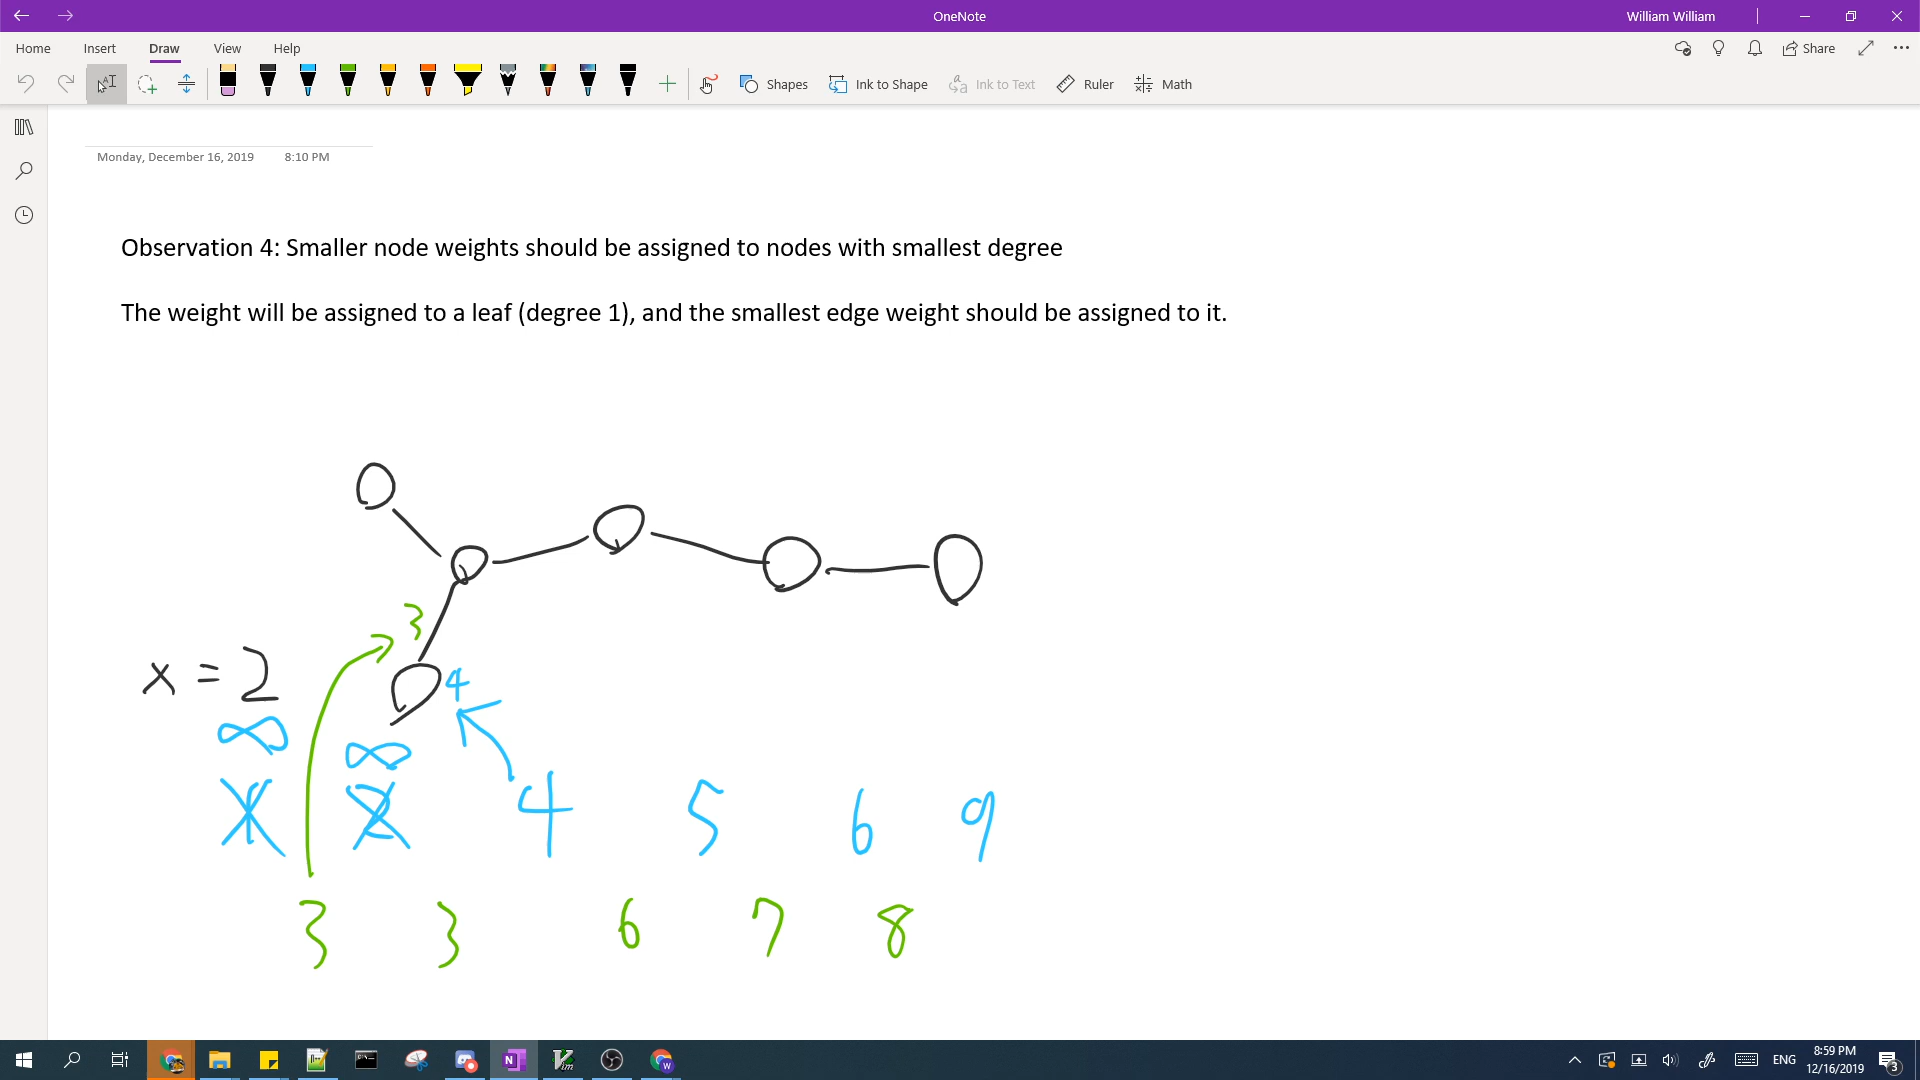 OneNote
William William
Home Insert Draw View Help
Share
Shapes Ink to Shape Ink to Text Ruler Math
Monday, December 16, 2019 8:10 PM
Observation 4: Smaller node weights should be assigned to nodes with smallest degree
The weight will be assigned to a leaf (degree 1), and the smallest edge weight should be assigned to it.
3
x = 2
4
∞ ∞
1 2 4 5 6 9
3 3 6 7 8
ENG
8:59 PM
12/16/2019
3